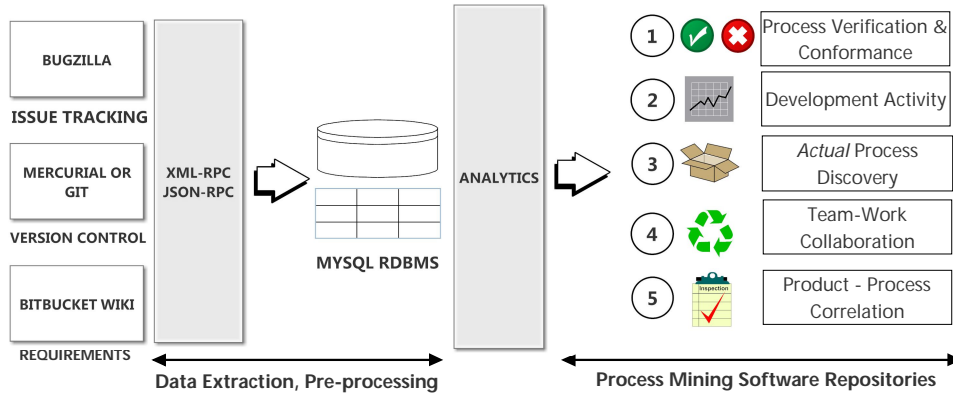 BUGZILLA
ISSUE TRACKING
MERCURIAL OR
GIT
VERSION CONTROL
BITBUCKET WIKI
REQUIREMENTS
XML-RPC
JSON-RPC
MYSQL RDBMS
Data Extraction, Pre-processing
ANALYTICS
1
Process Verification &
Conformance
2
Development Activity
3
Actual Process
Discovery
4
Team-Work
Collaboration
5
Inspection
Product - Process
Correlation
Process Mining Software Repositories